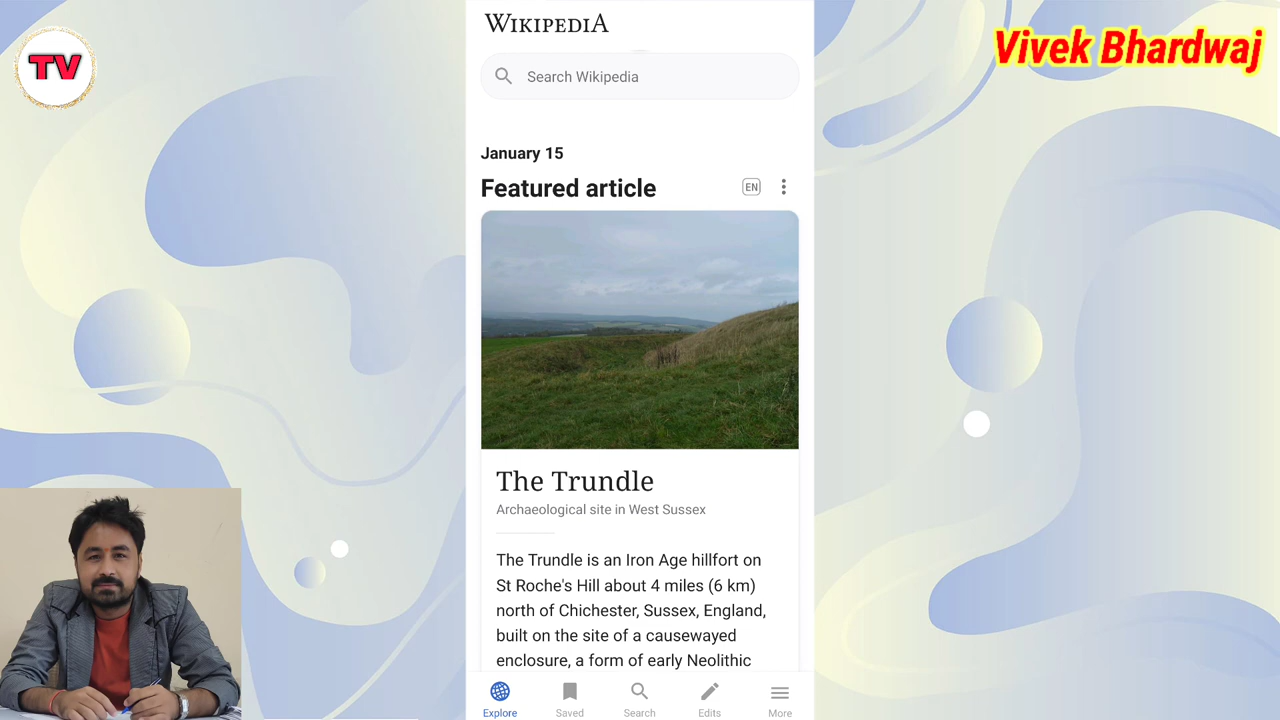 TV
Vivek Bhardwaj
WIKIPEDIA
Search Wikipedia
January 15
Featured article
EN
The Trundle
Archaeological site in West Sussex
The Trundle is an Iron Age hillfort on
St Roche's Hill about 4 miles (6 km)
north of Chichester, Sussex, England,
built on the site of a causewayed
enclosure, a form of early Neolithic
Explore
Saved
Search
Edits
More